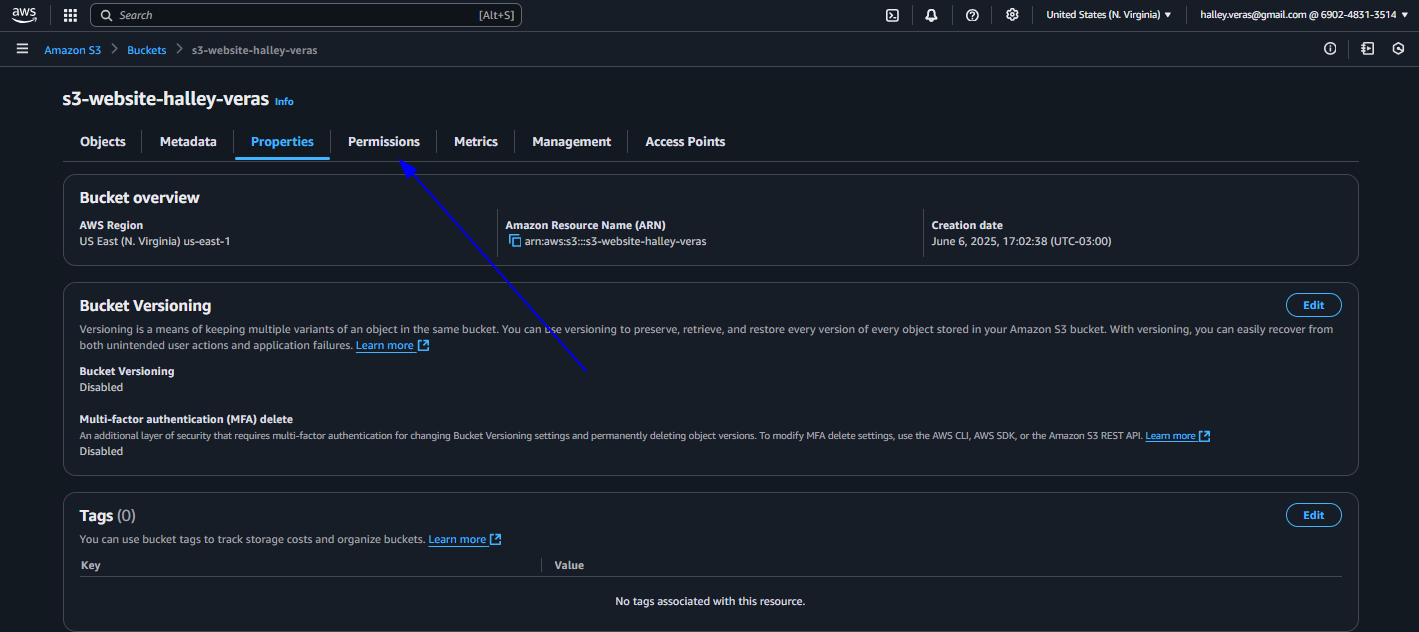 aws
Search [Alt+S] United States (N. Virginia) halley.veras@gmail.com @ 6902-4831-3514
Amazon S3 > Buckets > s3-website-halley-veras
s3-website-halley-veras Info
Objects Metadata Properties Permissions Metrics Management Access Points
Bucket overview
AWS Region Amazon Resource Name (ARN) Creation date
US East (N. Virginia) us-east-1 arn:aws:s3:::s3-website-halley-veras June 6, 2025, 17:02:38 (UTC-03:00)
Bucket Versioning Edit
Versioning is a means of keeping multiple variants of an object in the same bucket. You can use versioning to preserve, retrieve, and restore every version of every object stored in your Amazon S3 bucket. With versioning, you can easily recover from
both unintended user actions and application failures. Learn more
Bucket Versioning
Disabled
Multi-factor authentication (MFA) delete
An additional layer of security that requires multi-factor authentication for changing Bucket Versioning settings and permanently deleting object versions. To modify MFA delete settings, use the AWS CLI, AWS SDK, or the Amazon S3 REST API. Learn more
Disabled
Tags (0) Edit
You can use bucket tags to track storage costs and organize buckets. Learn more
Key Value
No tags associated with this resource.